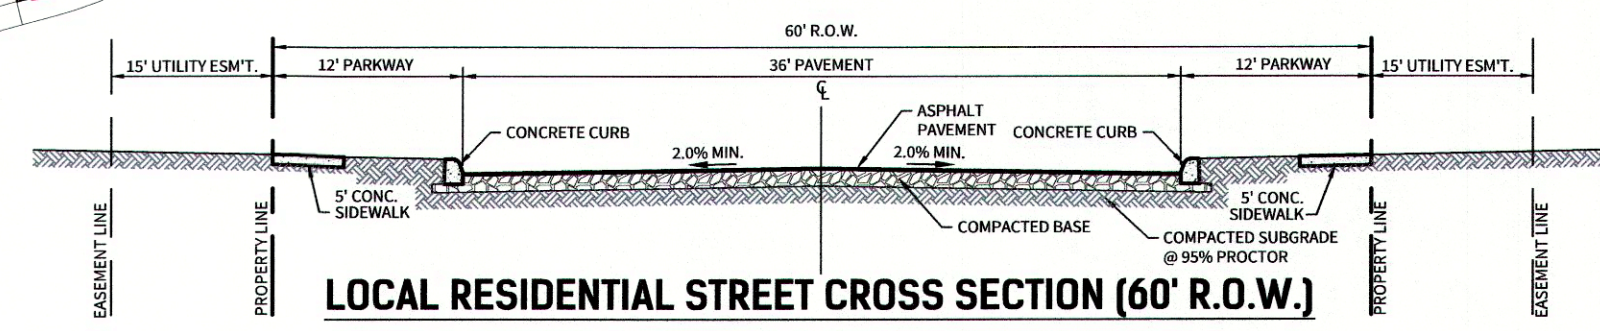 60' R.O.W.
15' UTILITY ESM'T.
12' PARKWAY
36' PAVEMENT
12' PARKWAY
15' UTILITY ESM'T.
℄
ASPHALT
PAVEMENT
CONCRETE CURB
CONCRETE CURB
2.0% MIN.
2.0% MIN.
5' CONC.
SIDEWALK
5' CONC.
SIDEWALK
COMPACTED BASE
COMPACTED SUBGRADE
@ 95% PROCTOR
EASEMENT LINE
PROPERTY LINE
PROPERTY LINE
EASEMENT LINE
LOCAL RESIDENTIAL STREET CROSS SECTION (60' R.O.W.)